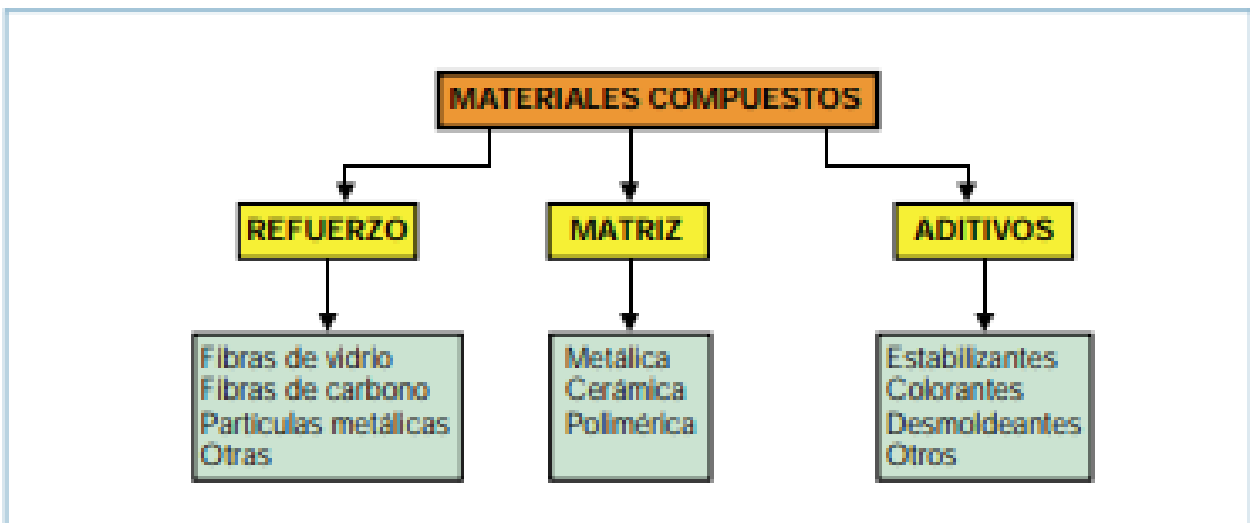 MATERIALES COMPUESTOS
REFUERZO
MATRIZ
ADITIVOS
Fibras de vidrio
Fibras de carbono
Partículas metálicas
Otras
Metálica
Cerámica
Polimérica
Estabilizantes
Colorantes
Desmoldeantes
Otros